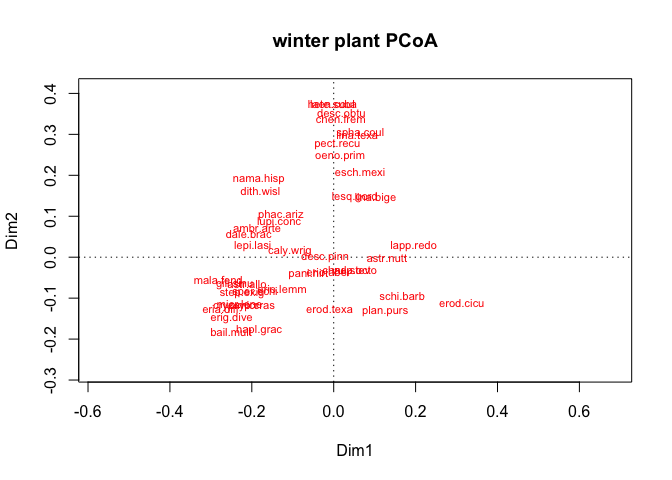 winter plant PCoA
Dim2
0.4
0.3
0.2
0.1
0.0
-0.1
-0.2
-0.3
desc.obtu
chen.frem
spha.coul
pect.recu
oeno.prim
esch.mexi
nama.hisp
dith.wisl
lesq.gord
phac.ariz
lupi.conc
ambr.arte
dale.brac
lepi.lasi
caly.wrig
lapp.redo
desc.pinn
astr.nutt
mala.fend
erio.lemm
schi.barb
erod.cicu
erod.texa
plan.purs
erig.dive
bail.mult
hapl.grac
-0.6
-0.4
-0.2
0.0
0.2
0.4
0.6
Dim1